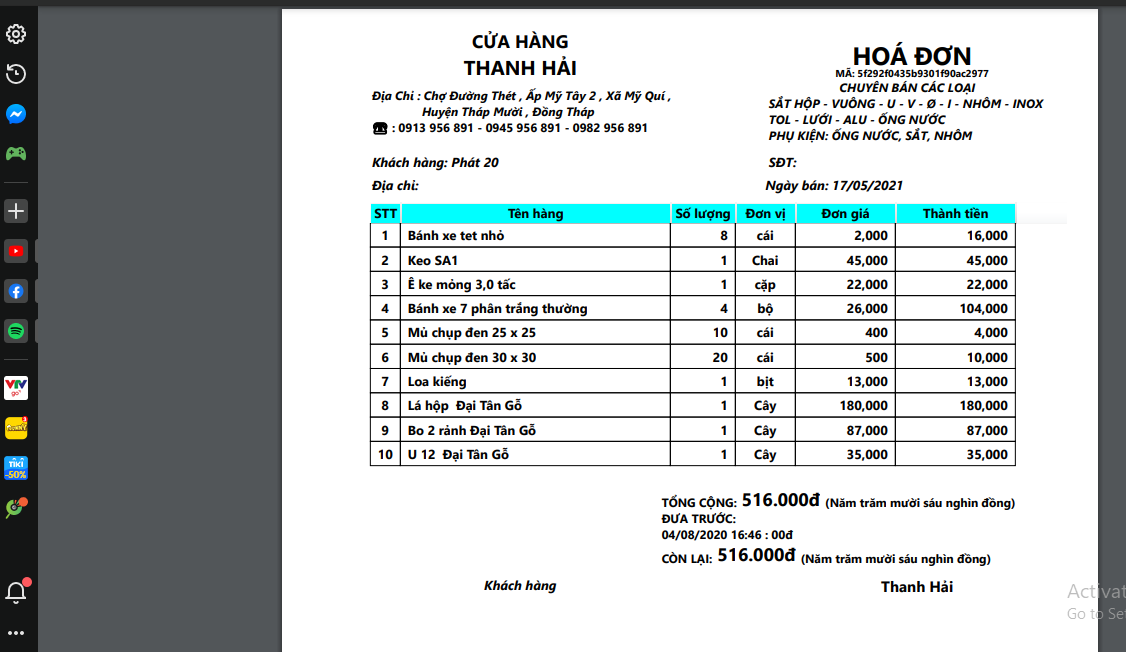 CỬA HÀNG
THANH HẢI
Địa Chỉ : Chợ Đường Thét , Ấp Mỹ Tây 2 , Xã Mỹ Quí ,
Huyện Tháp Mười , Đồng Tháp
: 0913 956 891 - 0945 956 891 - 0982 956 891
HOÁ ĐƠN
MÃ: 5f292f0435b9301f90ac2977
CHUYÊN BÁN CÁC LOẠI
SẮT HỘP - VUÔNG - U - V - Ø - I - NHÔM - INOX
TOL - LƯỚI - ALU - ỐNG NƯỚC
PHỤ KIỆN: ỐNG NƯỚC, SẮT, NHÔM
Khách hàng: Phát 20
SĐT:
Địa chỉ:
Ngày bán: 17/05/2021
STT Tên hàng Số lượng Đơn vị Đơn giá Thành tiền
1 Bánh xe tet nhỏ 8 cái 2,000 16,000
2 Keo SA1 1 Chai 45,000 45,000
3 Ê ke mỏng 3,0 tấc 1 cặp 22,000 22,000
4 Bánh xe 7 phân trắng thường 4 bộ 26,000 104,000
5 Mủ chụp đen 25 x 25 10 cái 400 4,000
6 Mủ chụp đen 30 x 30 20 cái 500 10,000
7 Loa kiếng 1 bịt 13,000 13,000
8 Lá hộp Đại Tân Gỗ 1 Cây 180,000 180,000
9 Bo 2 rảnh Đại Tân Gỗ 1 Cây 87,000 87,000
10 U 12 Đại Tân Gỗ 1 Cây 35,000 35,000
TỔNG CỘNG: 516.000đ (Năm trăm mười sáu nghìn đồng)
ĐƯA TRƯỚC:
04/08/2020 16:46 : 00đ
CÒN LẠI: 516.000đ (Năm trăm mười sáu nghìn đồng)
Khách hàng
Thanh Hải
VTV
go
TIKI
-50%
Activat
Go to Set